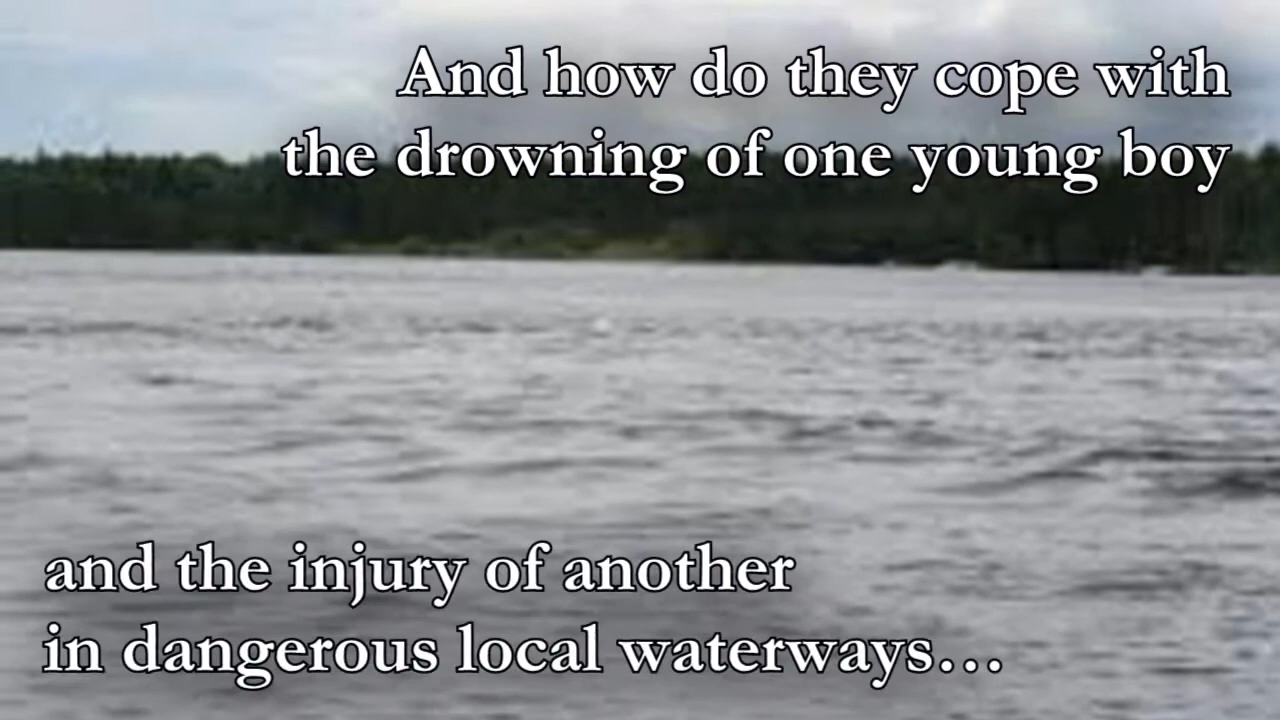 And how do they cope with
the drowning of one young boy
and the injury of another
in dangerous local waterways...